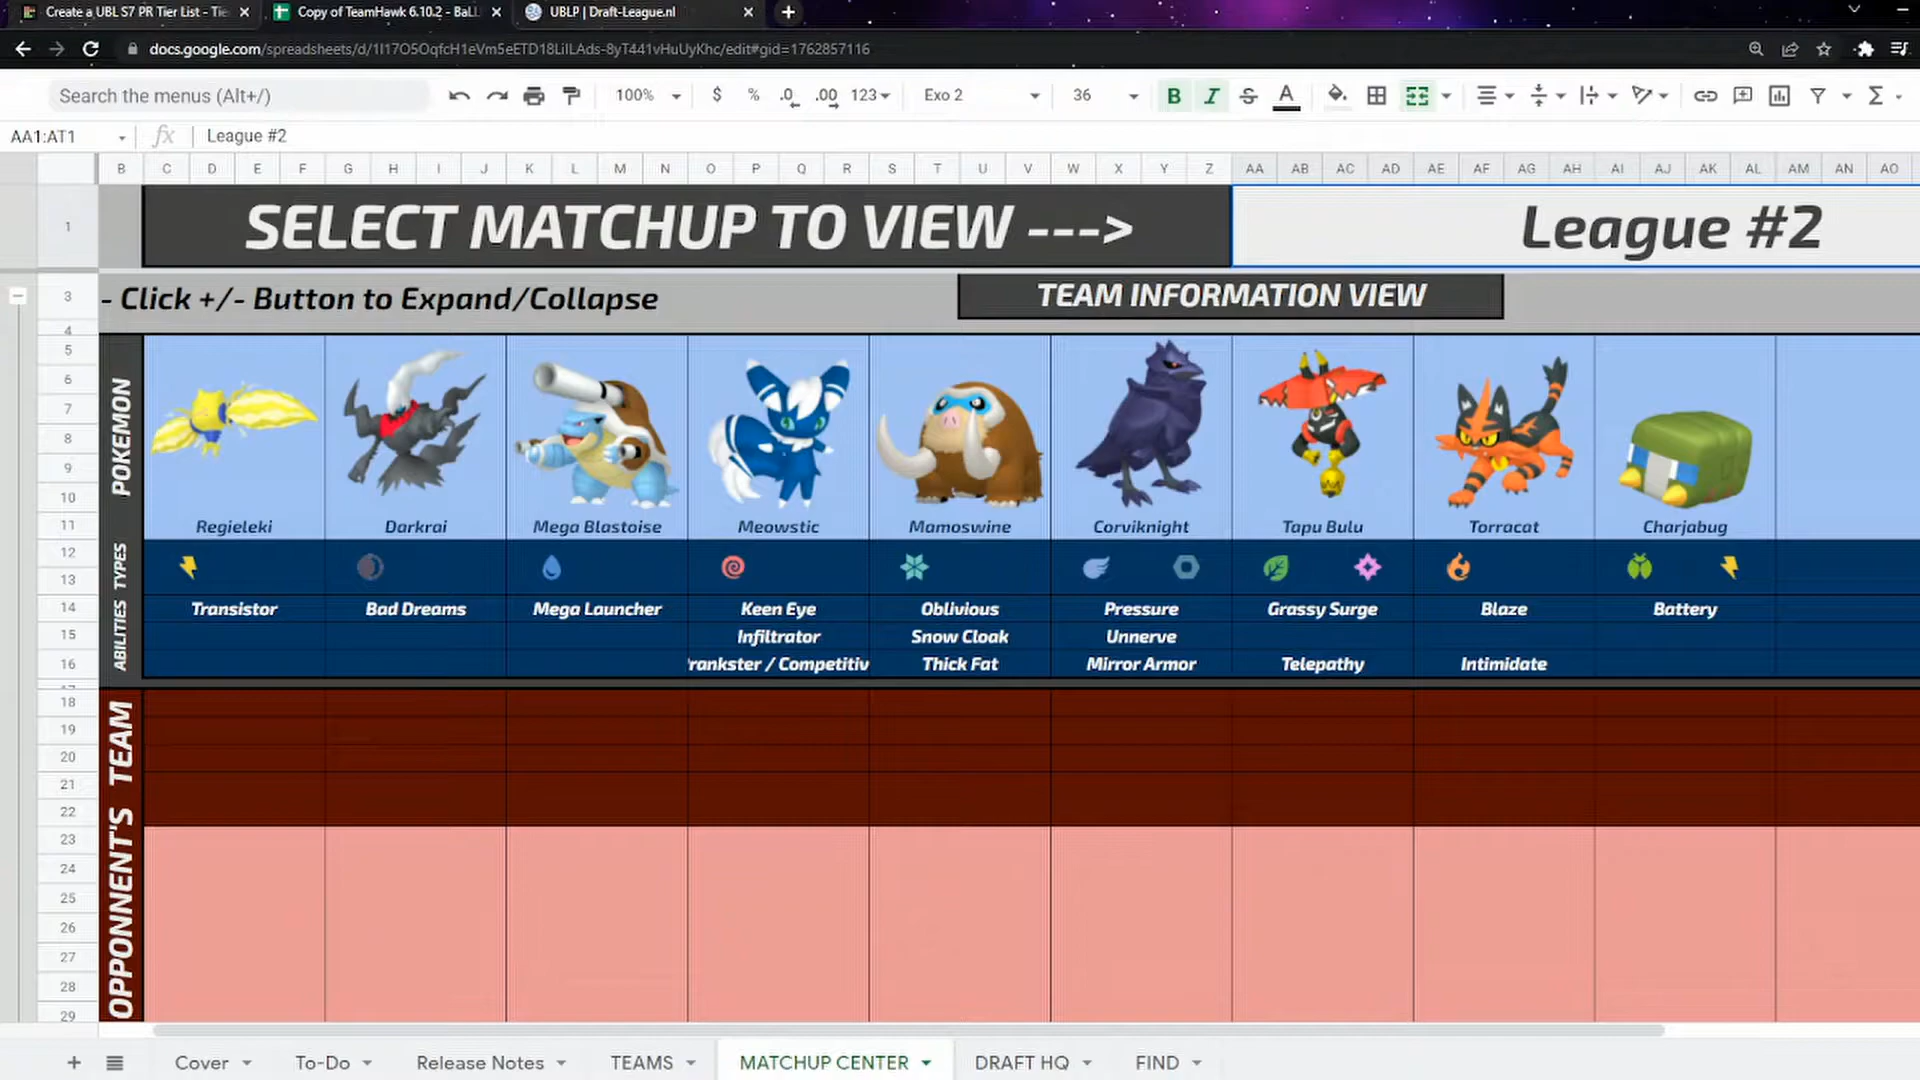 Create a UBL S7 PR Tier List - Tie
Copy of TeamHawk 6.10.2 - BaLL
UBLP | Draft-League.nl
docs.google.com/spreadsheets/d/1I17O5OqfcH1eVm5eETD18LiILAds-8yT441vHuUyKhc/edit#gid=1762857116
Search the menus (Alt+/)
100% $ % .0 .00 123 Exo 2 36 B I S A Σ
AA1:AT1 fx League #2
B C D E F G H I J K L M N O P Q R S T U V W X Y Z AA AB AC AD AE AF AG AH AI AJ AK AL AM AN AO
1 SELECT MATCHUP TO VIEW ---> League #2
3 - Click +/- Button to Expand/Collapse TEAM INFORMATION VIEW
4
5
6
7
8
9
10
POKEMON
11 Regieleki Darkrai Mega Blastoise Meowstic Mamoswine Corviknight Tapu Bulu Torracat Charjabug
12
13
TYPES
14 Transistor Bad Dreams Mega Launcher Keen Eye Oblivious Pressure Grassy Surge Blaze Battery
15 Infiltrator Snow Cloak Unnerve
16 rankster / Competitiv Thick Fat Mirror Armor Telepathy Intimidate
ABILITIES
17
18
19
20
21
22
23
24
25
26
27
28
29
OPPONNENT'S TEAM
+ Cover To-Do Release Notes TEAMS MATCHUP CENTER DRAFT HQ FIND